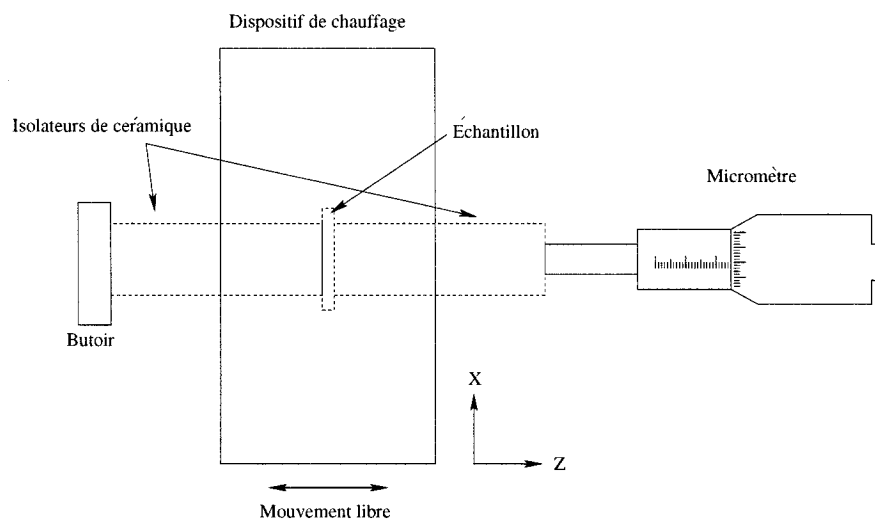 Dispositif de chauffage
Isolateurs de céramique
Échantillon
Micromètre
Butoir
X
Z
Mouvement libre